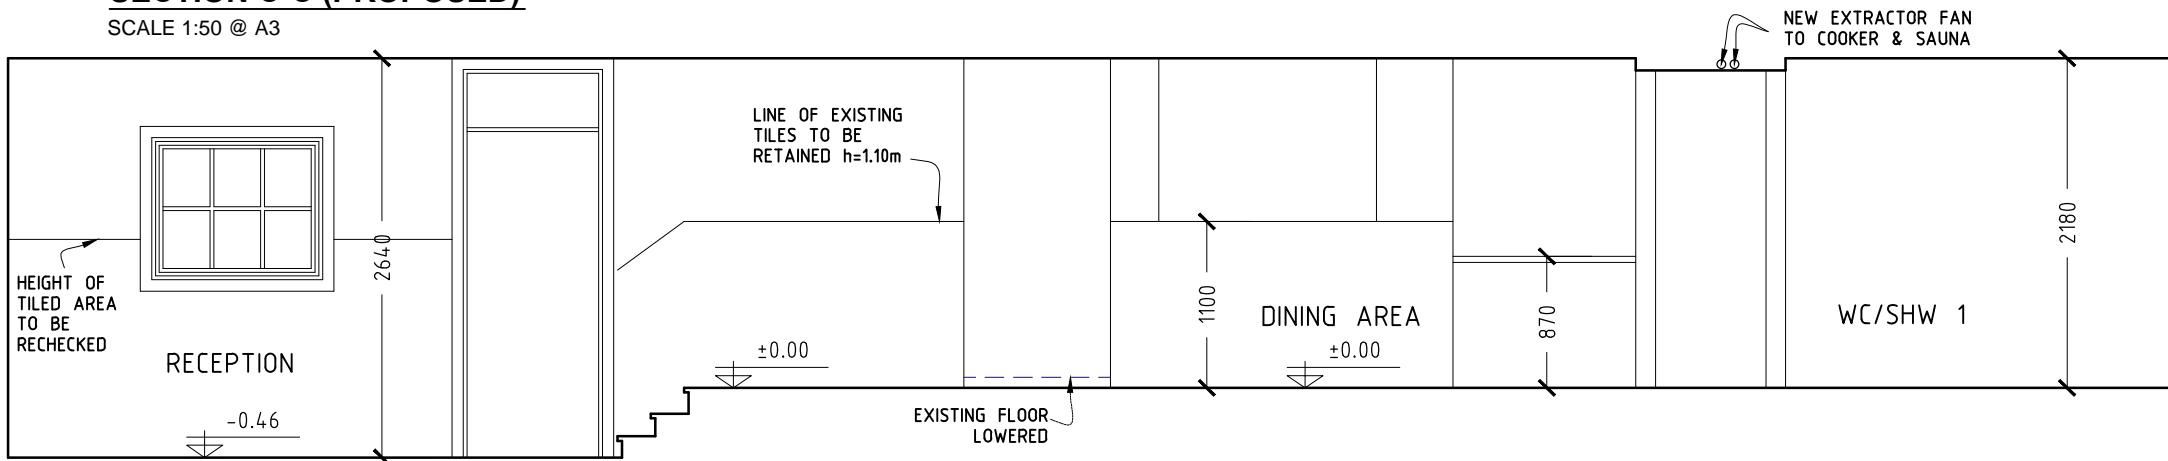 SCALE 1:50 @ A3
NEW EXTRACTOR FAN
TO COOKER & SAUNA
LINE OF EXISTING
TILES TO BE
RETAINED h=1.10m
2640
2180
HEIGHT OF
TILED AREA
TO BE
RECHECKED
RECEPTION
1100
DINING AREA
870
WC/SHW 1
±0.00
±0.00
-0.46
EXISTING FLOOR
LOWERED